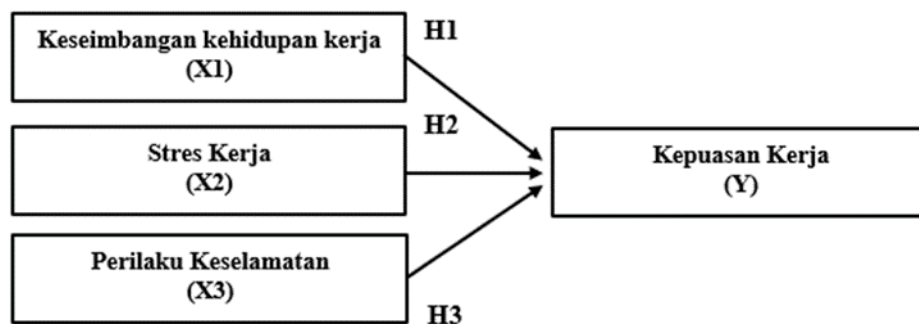 Keseimbangan kehidupan kerja
(X1)
H1
H2
Stres Kerja
(X2)
Kepuasan Kerja
(Y)
Perilaku Keselamatan
(X3)
H3